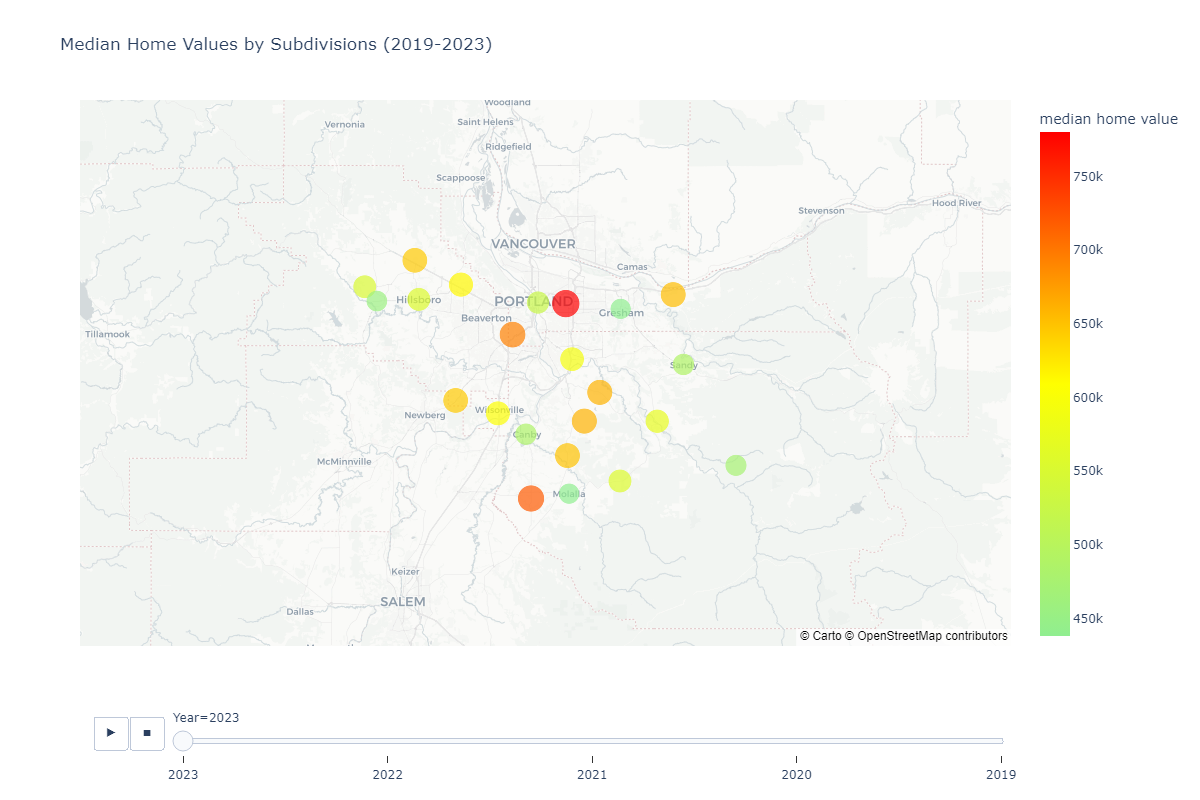 Median Home Values by Subdivisions (2019-2023)
Woodland
Vernonia
Saint Helens
Ridgefield
Scappoose
Hood River
Stevenson
VANCOUVER
Camas
Hillsboro
PORTLAND
Gresham
Beaverton
Tillamook
Sandy
Wilsonville
Newberg
Canby
McMinnville
Molalla
Keizer
SALEM
Dallas
© Carto © OpenStreetMap contributors
median home value
750k
700k
650k
600k
550k
500k
450k
Year=2023
2023 2022 2021 2020 2019